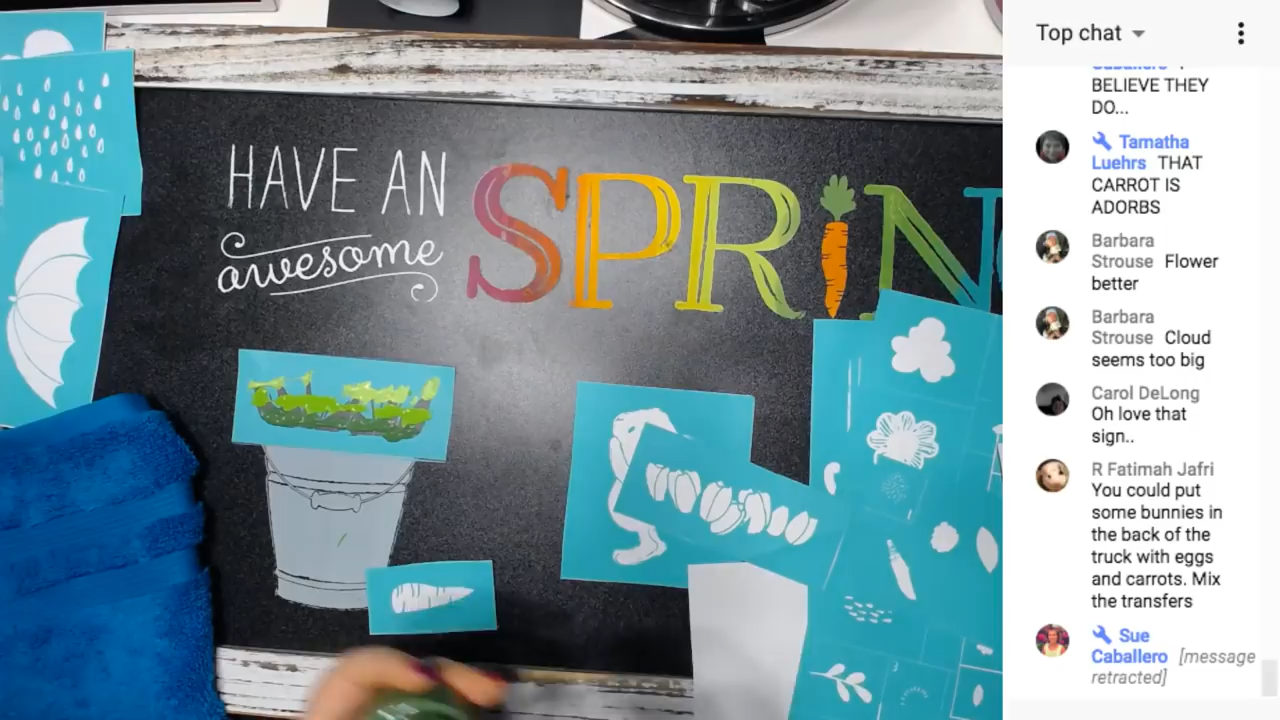 HAVE AN
awesome
SPRIN
Top chat
Caballero
BELIEVE THEY
DO...
Tamatha
Luehrs THAT
CARROT IS
ADORBS
Barbara
Strouse Flower
better
Barbara
Strouse Cloud
seems too big
Carol DeLong
Oh love that
sign..
R Fatimah Jafri
You could put
some bunnies in
the back of the
truck with eggs
and carrots. Mix
the transfers
Sue
Caballero [message
retracted]